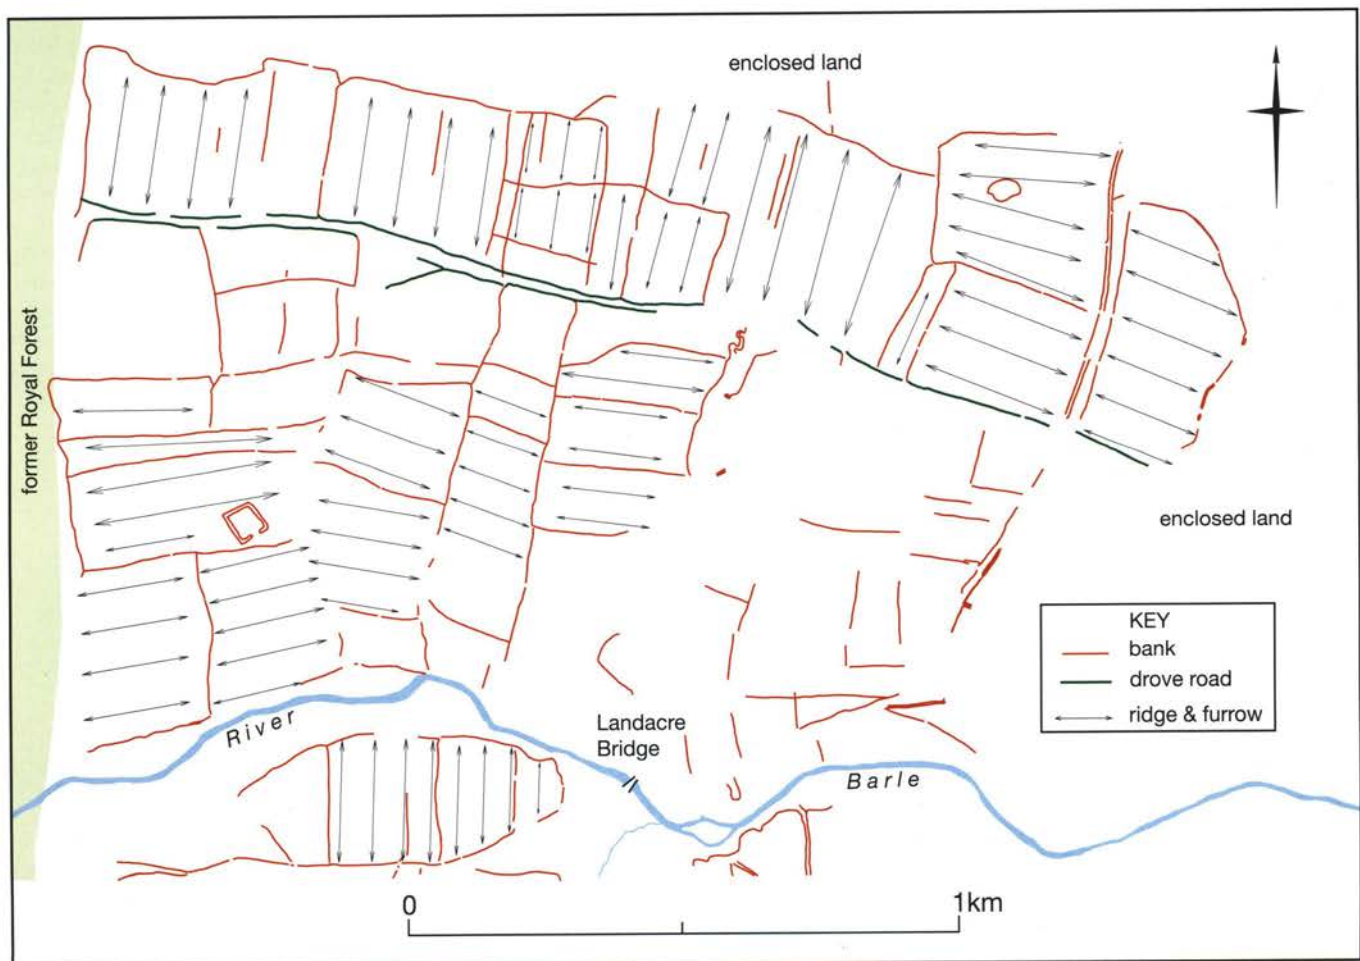 enclosed land
former Royal Forest
enclosed land
KEY
bank
drove road
ridge & furrow
Landacre
Bridge
River
Barle
0
1km